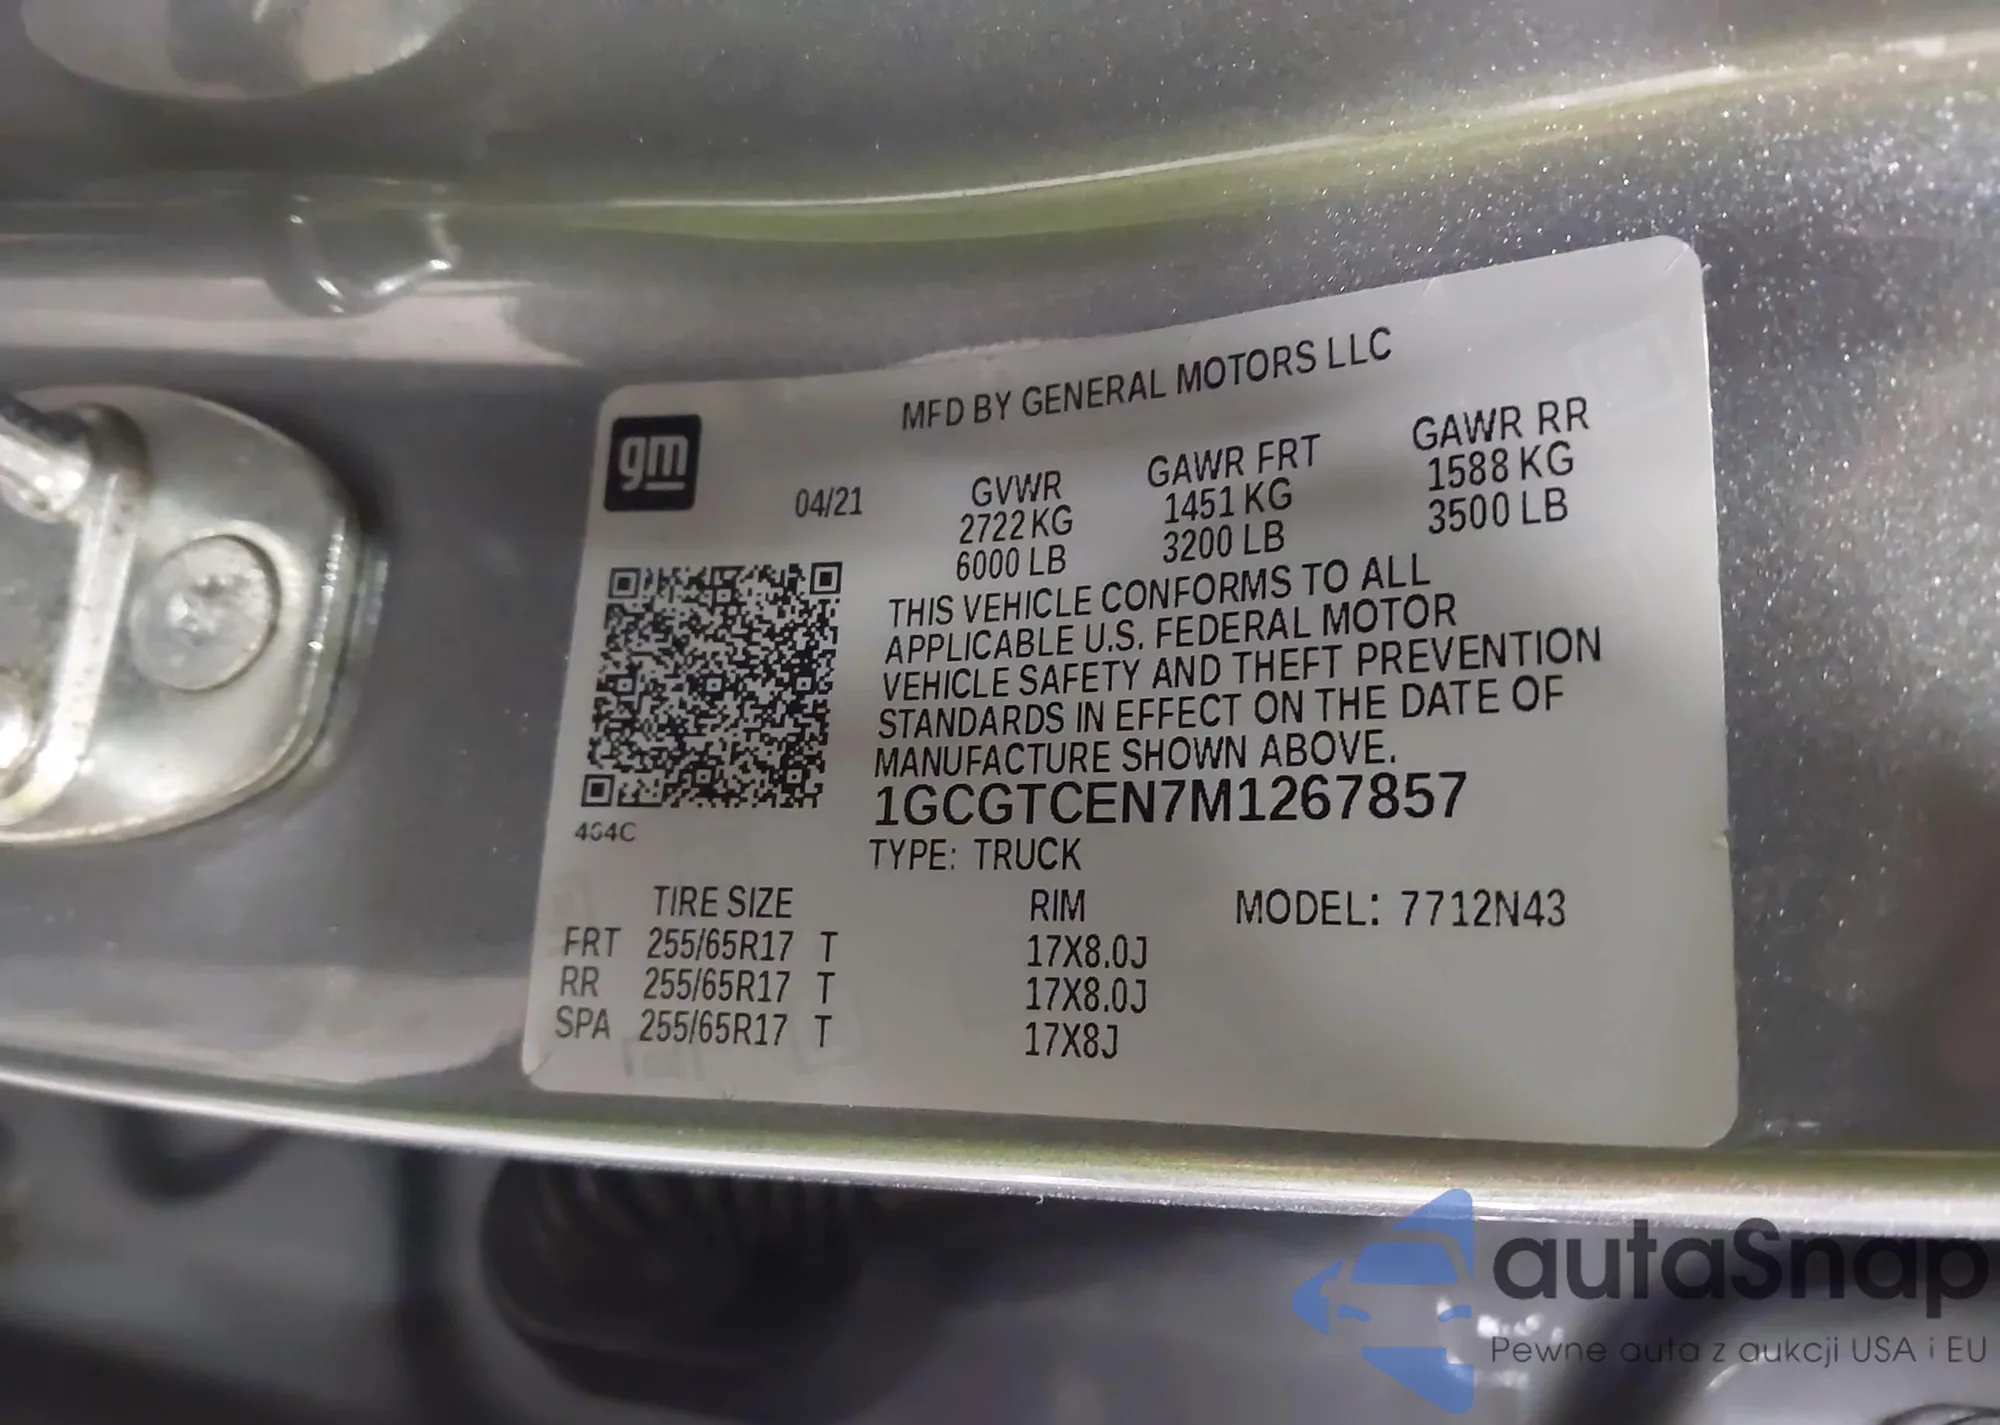 MFD BY GENERAL MOTORS LLC
gm
04/21
GVWR GAWR FRT GAWR RR
2722 KG 1451 KG 1588 KG
6000 LB 3200 LB 3500 LB
THIS VEHICLE CONFORMS TO ALL
APPLICABLE U.S. FEDERAL MOTOR
VEHICLE SAFETY AND THEFT PREVENTION
STANDARDS IN EFFECT ON THE DATE OF
MANUFACTURE SHOWN ABOVE.
1GCGTCEN7M1267857
TYPE: TRUCK
TIRE SIZE RIM MODEL: 7712N43
FRT 255/65R17 T 17X8.0J
RR 255/65R17 T 17X8.0J
SPA 255/65R17 T 17X8J
autaSnap
Pewne auta z aukcji USA i EU